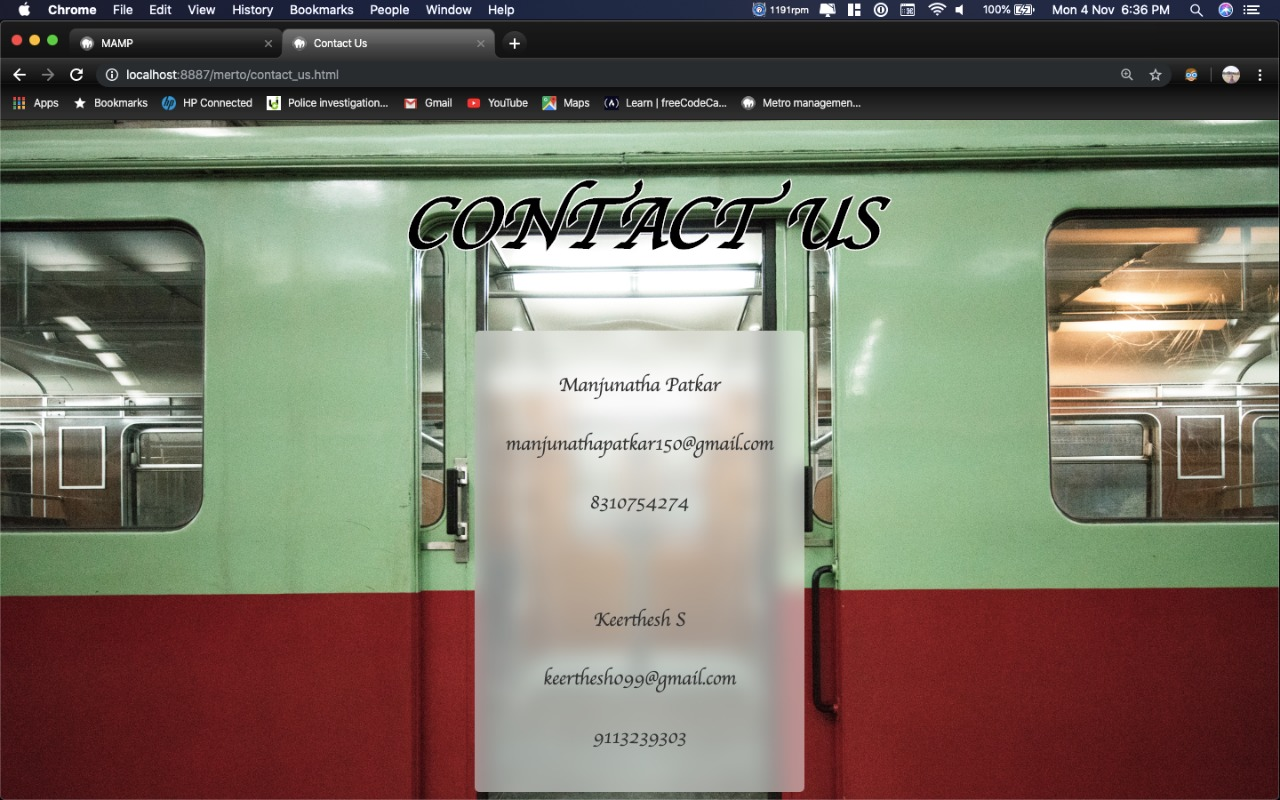 Chrome File Edit View History Bookmarks People Window Help 1191rpm 100% Mon 4 Nov 6:36 PM
MAMP Contact Us
localhost:8887/merto/contact_us.html
Apps Bookmarks HP Connected Police investigation... Gmail YouTube Maps Learn | freeCodeCa... Metro managemen...
CONTACT US
Manjunatha Patkar
manjunathapatkar150@gmail.com
8310754274
Keerthesh S
keerthesh099@gmail.com
9113239303